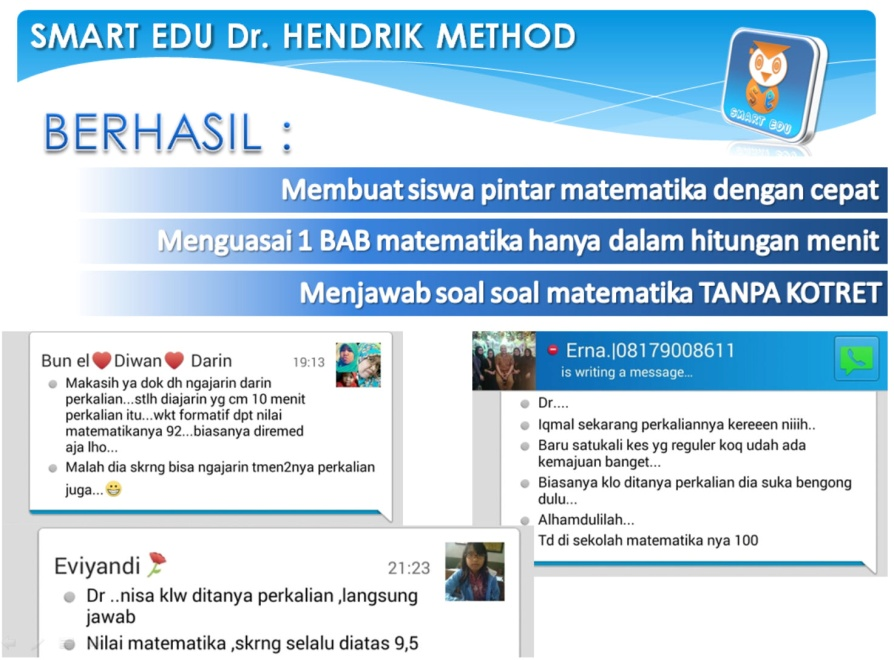 SMART EDU Dr. HENDRIK METHOD
SMART EDU
BERHASIL :
Membuat siswa pintar matematika dengan cepat
Menguasai 1 BAB matematika hanya dalam hitungan menit
Menjawab soal soal matematika TANPA KOTRET
Bun el❤️Diwan❤️ Darin 19:13
Makasih ya dok dh ngajarin darin
perkalian...stlh diajarin yg cm 10 menit
perkalian itu...wkt formatif dpt nilai
matematikanya 92...biasanya diremed
aja lho...
Malah dia skrng bisa ngajarin tmen2nya perkalian
juga...😁
Erna.|08179008611
is writing a message...
Dr....
Iqmal sekarang perkaliannya kereeen niiih..
Baru satukali kes yg reguler koq udah ada
kemajuan banget...
Biasanya klo ditanya perkalian dia suka bengong
dulu...
Alhamdulilah...
Td di sekolah matematika nya 100
Eviyandi 🌹 21:23
Dr ..nisa klw ditanya perkalian ,langsung
jawab
Nilai matematika ,skrng selalu diatas 9,5